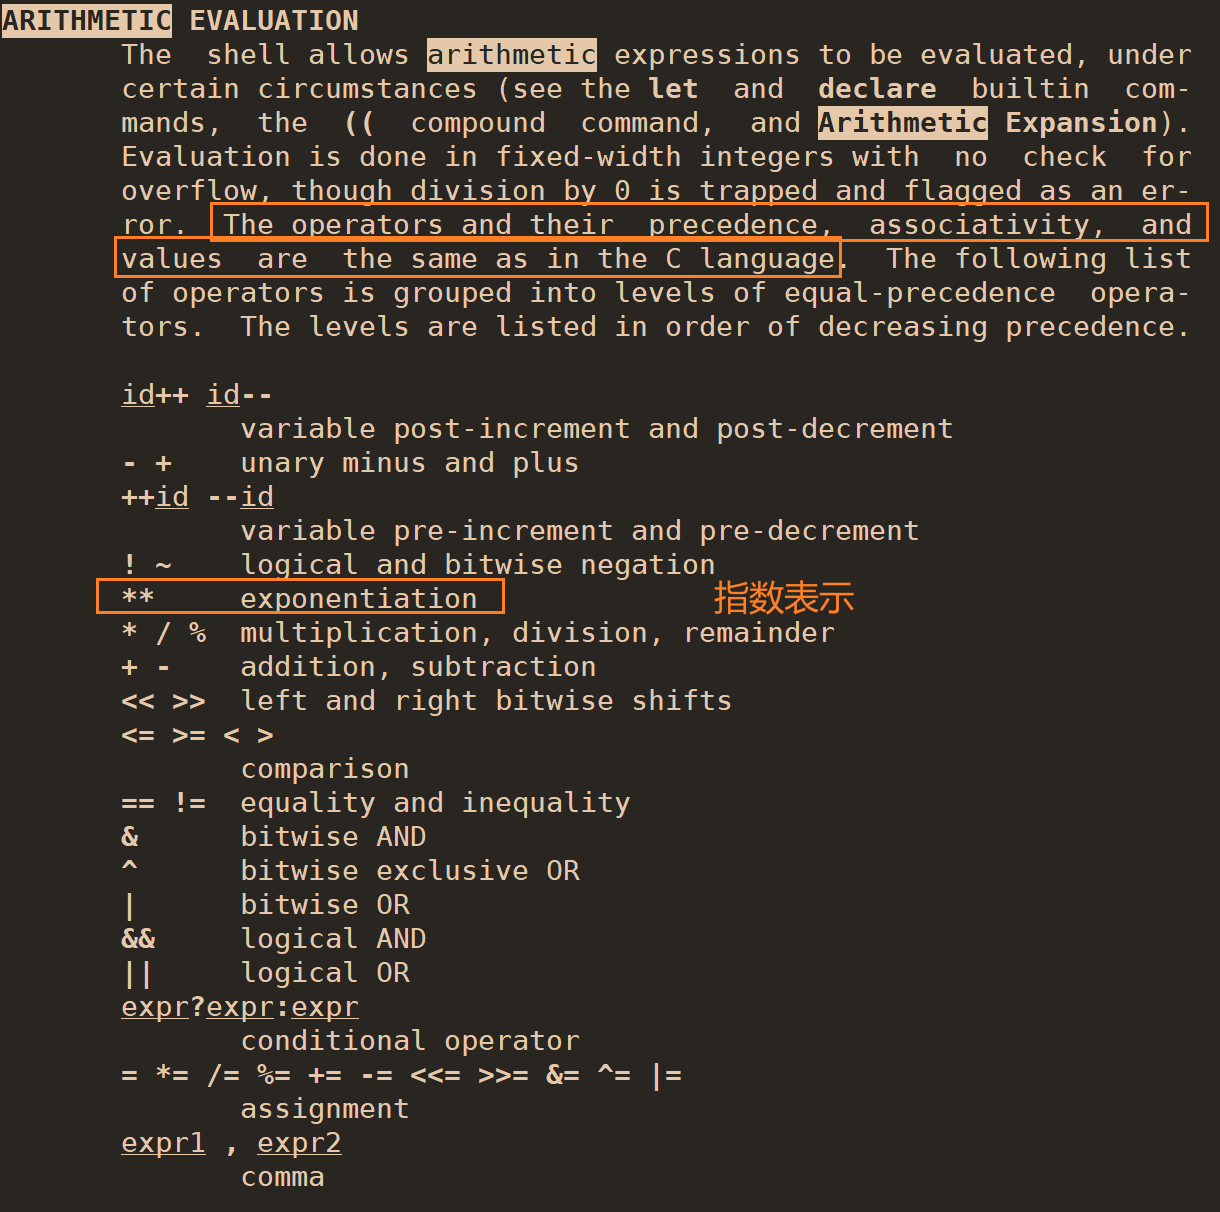 ARITHMETIC EVALUATION
The  shell allows arithmetic expressions to be evaluated, under
certain circumstances (see the let  and  declare  builtin  com-
mands,  the  ((  compound  command,  and Arithmetic Expansion).
Evaluation is done in fixed-width integers with  no  check  for
overflow, though division by 0 is trapped and flagged as an er-
ror.  The operators and their  precedence,  associativity,  and
values  are  the same as in the C language.  The following list
of operators is grouped into levels of equal-precedence  opera-
tors.  The levels are listed in order of decreasing precedence.
id++ id--
variable post-increment and post-decrement
- +    unary minus and plus
++id --id
variable pre-increment and pre-decrement
! ~    logical and bitwise negation
**     exponentiation 指数表示
* / %  multiplication, division, remainder
+ -    addition, subtraction
<< >>  left and right bitwise shifts
<= >= < >
comparison
== !=  equality and inequality
&      bitwise AND
^      bitwise exclusive OR
|      bitwise OR
&&     logical AND
||     logical OR
expr?expr:expr
conditional operator
= *= /= %= += -= <<= >>= &= ^= |=
assignment
expr1 , expr2
comma